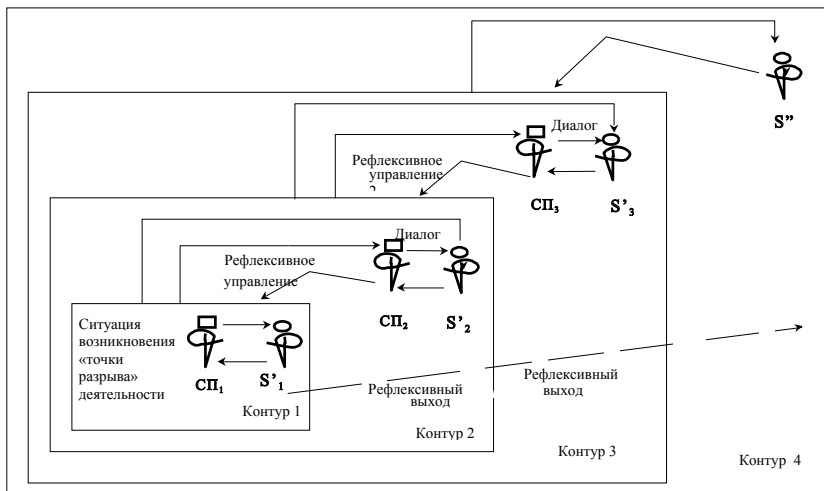 S”
Диалог
Рефлексивное
управление
СП₃ S’₃
Диалог
Рефлексивное
управление
СП₂ S’₂
Ситуация
возникновения
«точки
разрыва»
деятельности
СП₁ S’₁
Контур 1
Рефлексивный
выход
Контур 2
Рефлексивный
выход
Контур 3
Контур 4